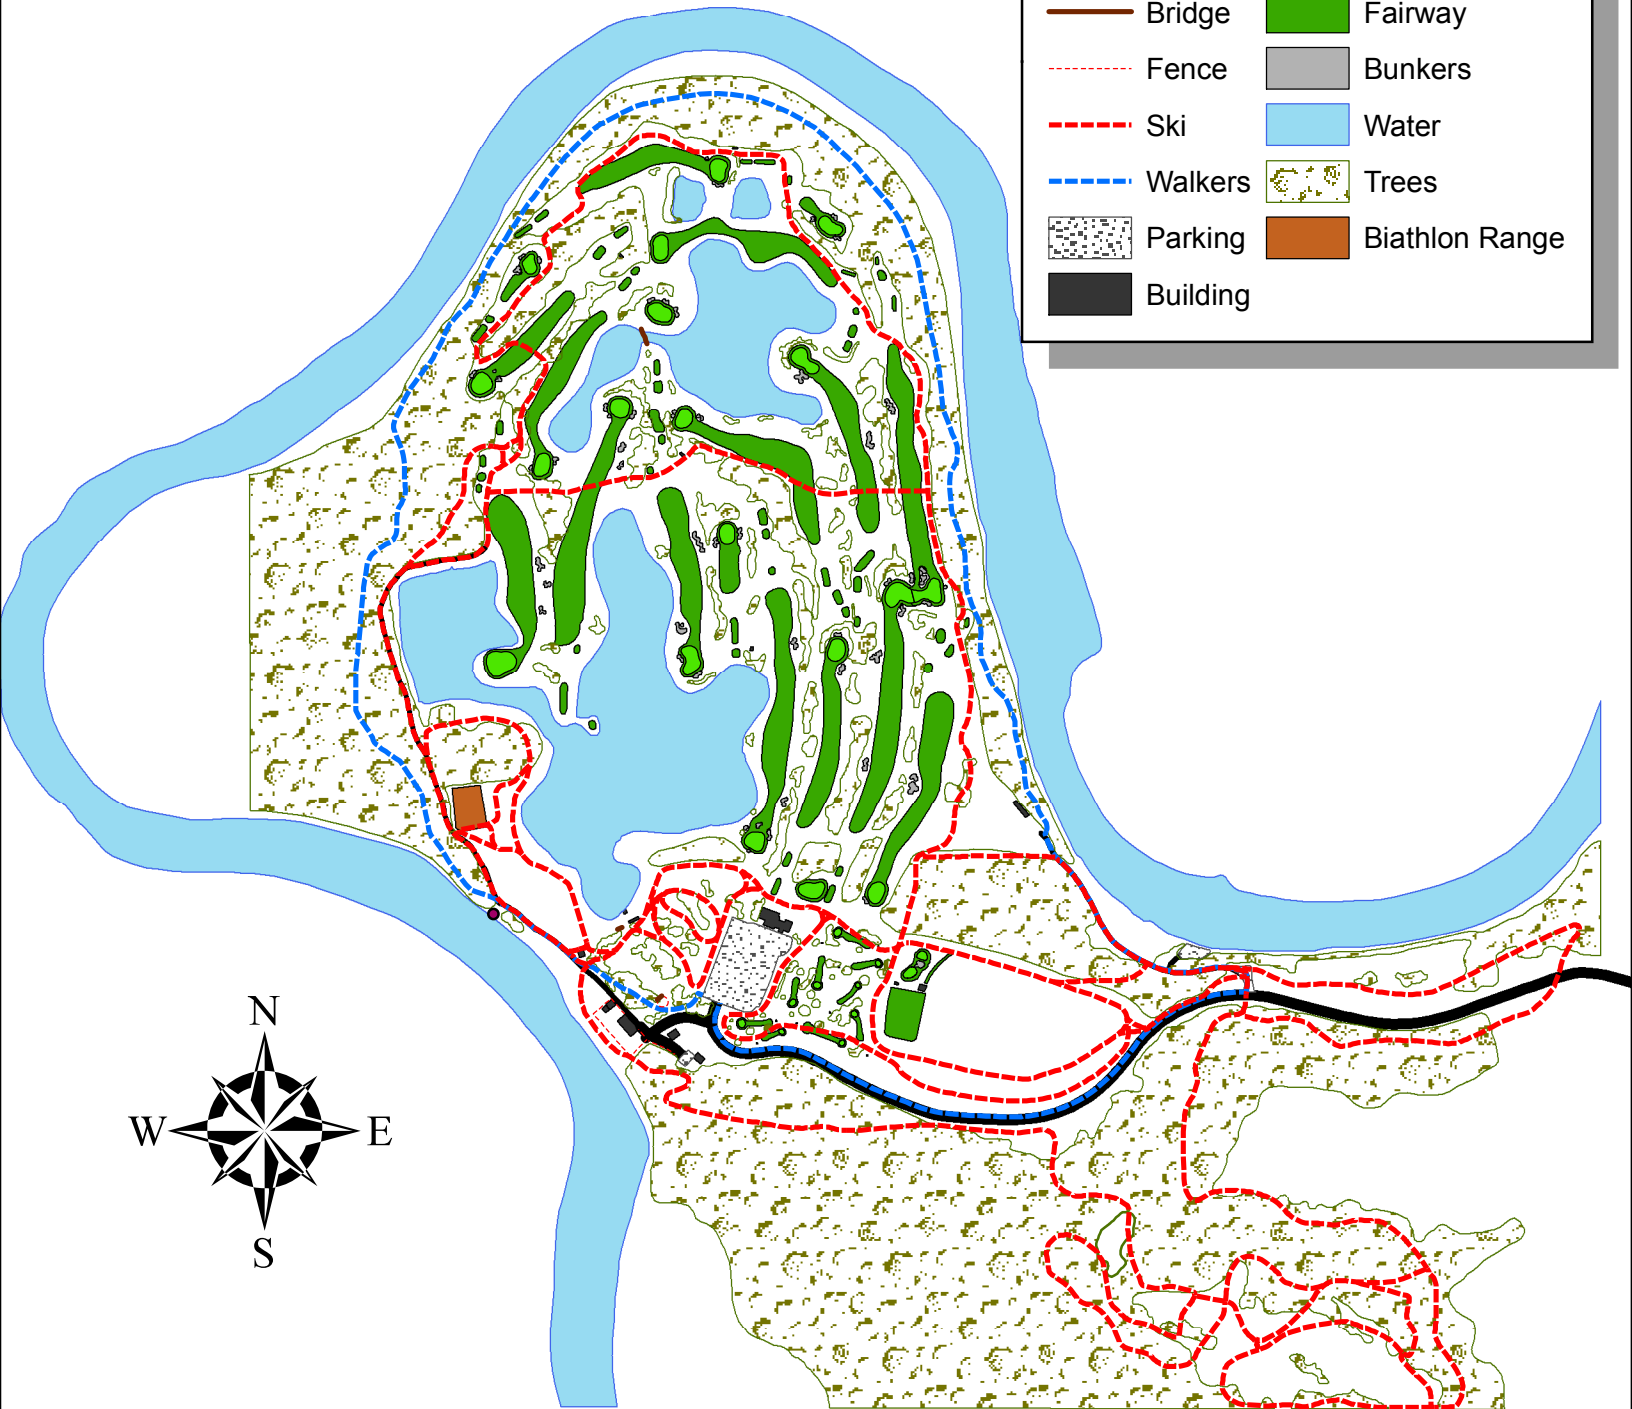 Bridge Fairway
Fence Bunkers
Ski Water
Walkers Trees
Parking Biathlon Range
Building
N
W E
S